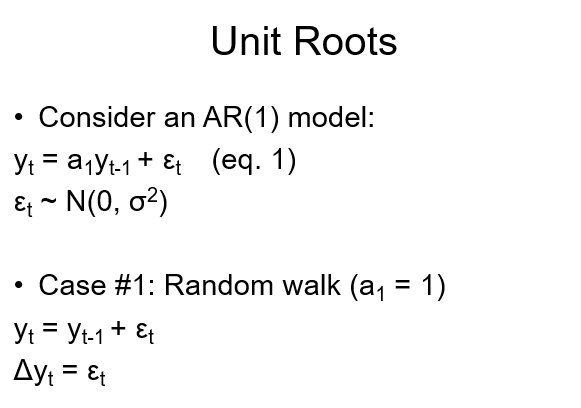 Unit Roots
• Consider an AR(1) model:
yₜ = a₁yₜ₋₁ + εₜ (eq. 1)
εₜ ~ N(0, σ²)
• Case #1: Random walk (a₁ = 1)
yₜ = yₜ₋₁ + εₜ
Δyₜ = εₜ